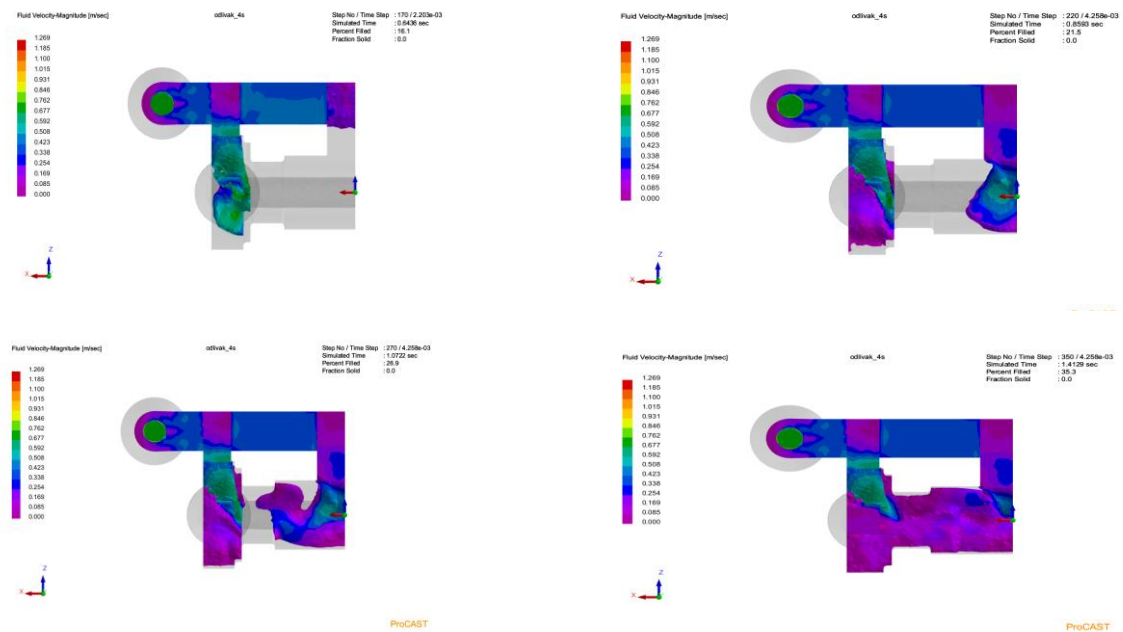 Fluid Velocity-Magnitude [m/sec]
odlivak_4s
Step No / Time Step : 170 / 2.203e-03
Simulated Time : 0.6436 sec
Percent Filled : 16.1
Fraction Solid : 0.0
1.269
1.185
1.100
1.015
0.931
0.846
0.762
0.677
0.592
0.508
0.423
0.338
0.254
0.169
0.085
0.000
Z
X
Fluid Velocity-Magnitude [m/sec]
odlivak_4s
Step No / Time Step : 220 / 4.258e-03
Simulated Time : 0.8593 sec
Percent Filled : 21.5
Fraction Solid : 0.0
1.269
1.185
1.100
1.015
0.931
0.846
0.762
0.677
0.592
0.508
0.423
0.338
0.254
0.169
0.085
0.000
Z
X
Fluid Velocity-Magnitude [m/sec]
odlivak_4s
Step No / Time Step : 270 / 4.258e-03
Simulated Time : 1.0722 sec
Percent Filled : 26.9
Fraction Solid : 0.0
1.269
1.185
1.100
1.015
0.931
0.846
0.762
0.677
0.592
0.508
0.423
0.338
0.254
0.169
0.085
0.000
Z
X
ProCAST
Fluid Velocity-Magnitude [m/sec]
odlivak_4s
Step No / Time Step : 350 / 4.258e-03
Simulated Time : 1.4129 sec
Percent Filled : 35.3
Fraction Solid : 0.0
1.269
1.185
1.100
1.015
0.931
0.846
0.762
0.677
0.592
0.508
0.423
0.338
0.254
0.169
0.085
0.000
Z
X
ProCAST